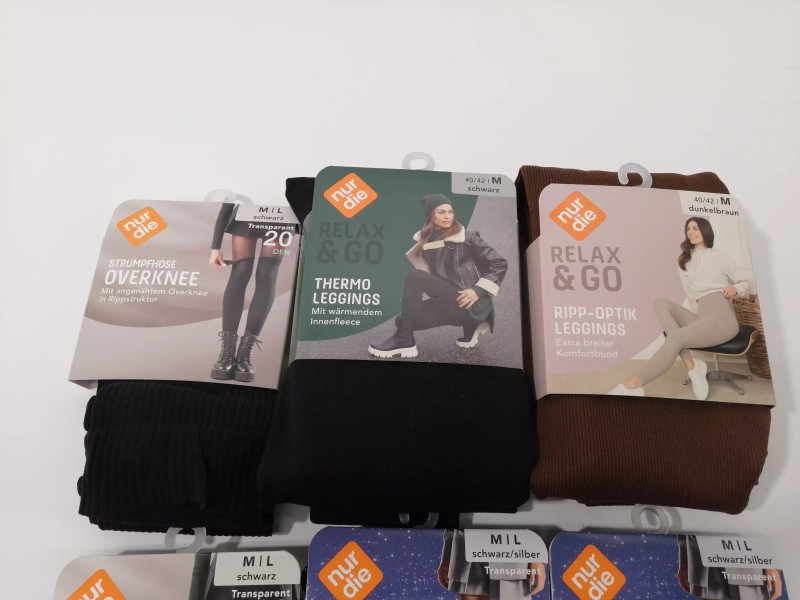 nur
die
M | L
schwarz
Transparent
20
DEN
STRUMPFHOSE
OVERKNEE
Mit angenähtem Overknee
in Rippstruktur
nur
die
40/42 | M
schwarz
RELAX
& GO
THERMO
LEGGINGS
Mit wärmendem
Innenfleece
nur
die
40/42 | M
dunkelbraun
RELAX
& GO
RIPP-OPTIK
LEGGINGS
Extra breiter
Komfortbund
nur
M | L
schwarz
Transparent
nur
die
M | L
schwarz/silber
Transparent
nur
die
M | L
schwarz/silber
Transparent